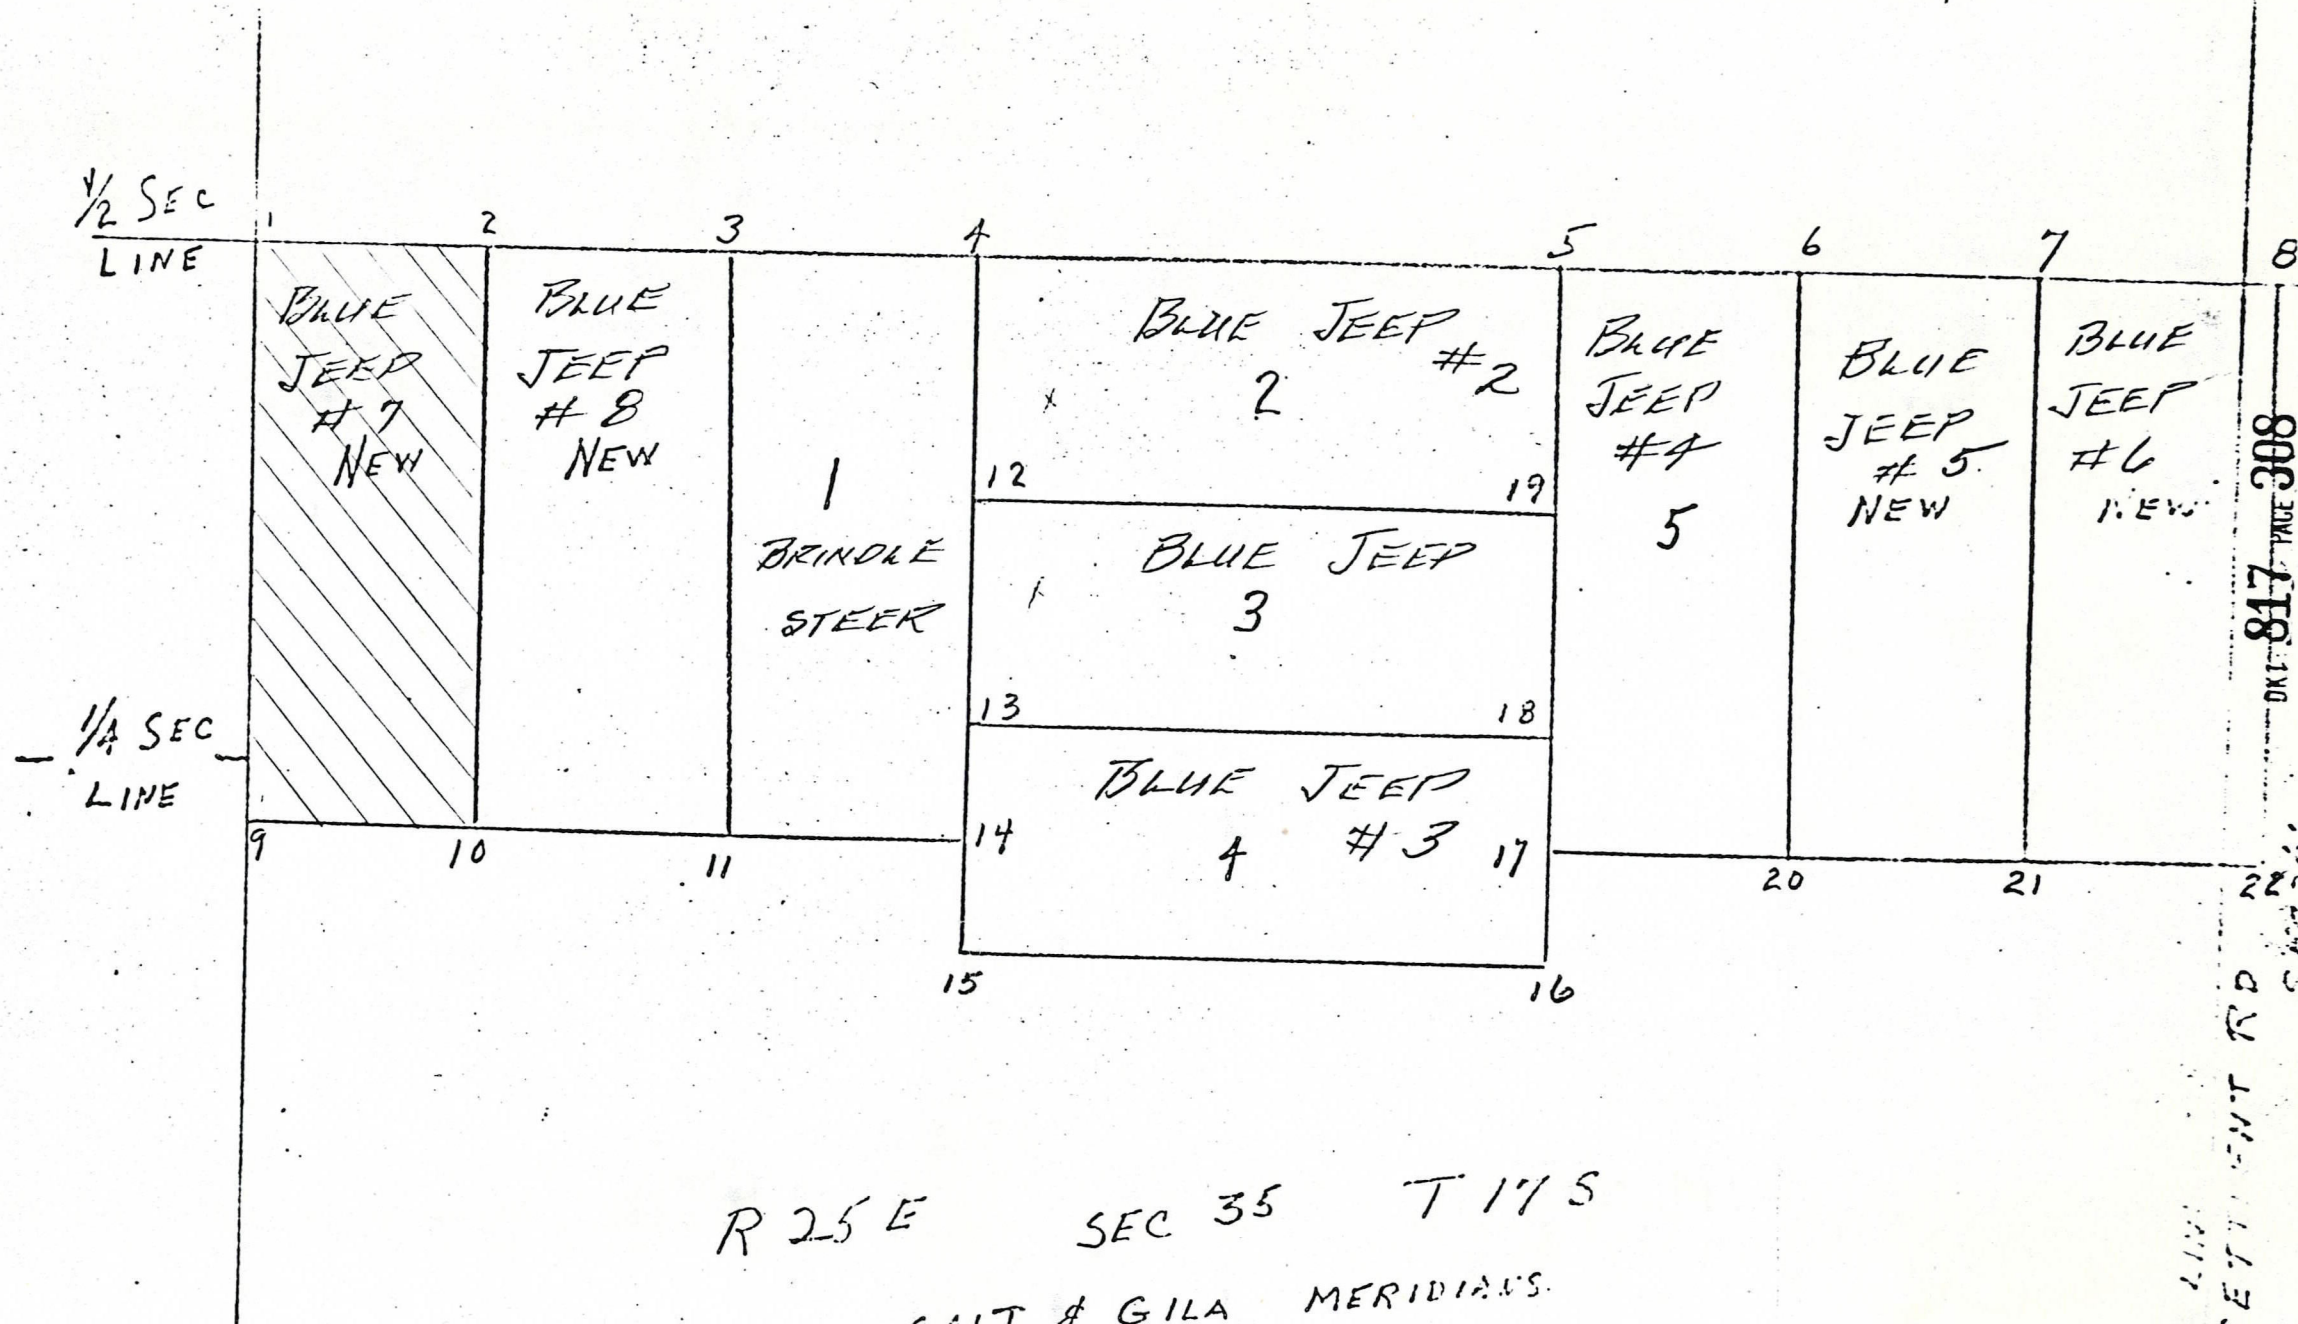 1/2 SEC
LINE
1 2 3 4 5 6 7 8
BLUE
JEEP
# 7
NEW
BLUE
JEEP
# 8
NEW
1
BRINDLE
STEER
BLUE JEEP
# 2
2
12 19
BLUE JEEP
3
13 18
BLUE JEEP
# 3
4
14 17
15 16
BLUE
JEEP
#4
5
BLUE
JEEP
# 5
NEW
BLUE
JEEP
#6
NEW
1/4 SEC
LINE
9 10 11
20 21 22
DKT 817 PAGE 308
RD
R 25 E SEC 35 T 17 S
& GILA MERIDIANS